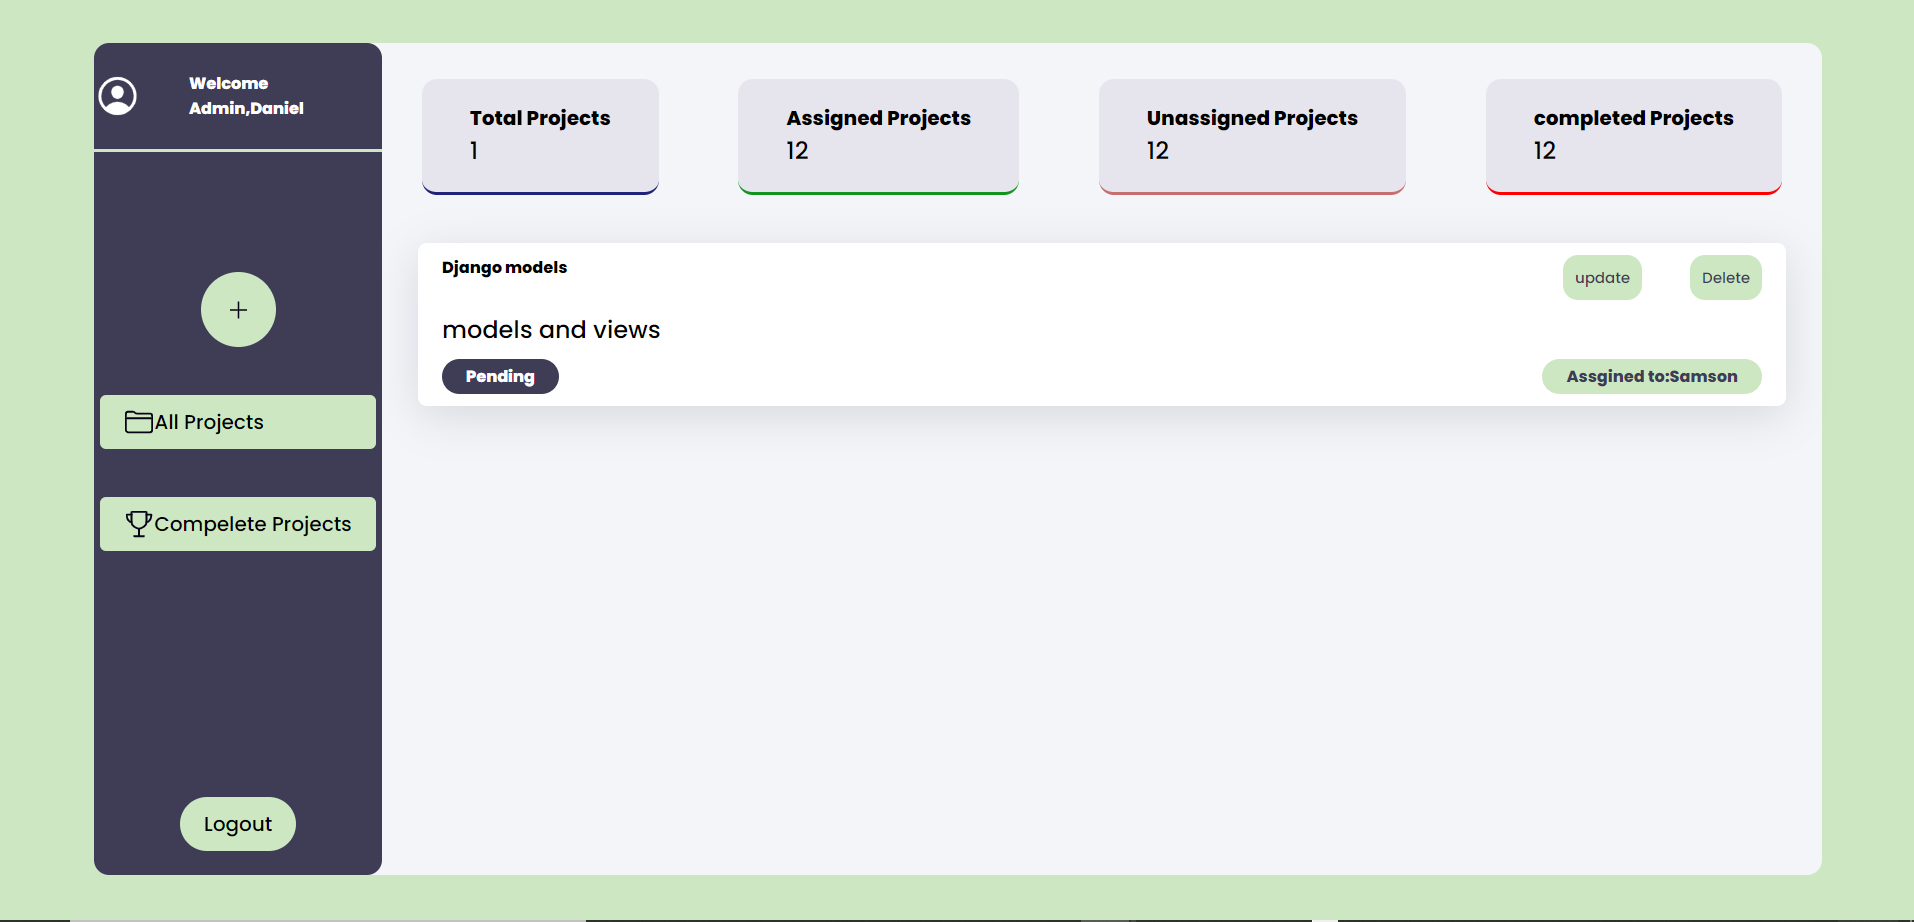 Welcome
Admin,Daniel
+
All Projects
Compelete Projects
Logout
Total Projects
1
Assigned Projects
12
Unassigned Projects
12
completed Projects
12
Django models
update
Delete
models and views
Pending
Assgined to:Samson